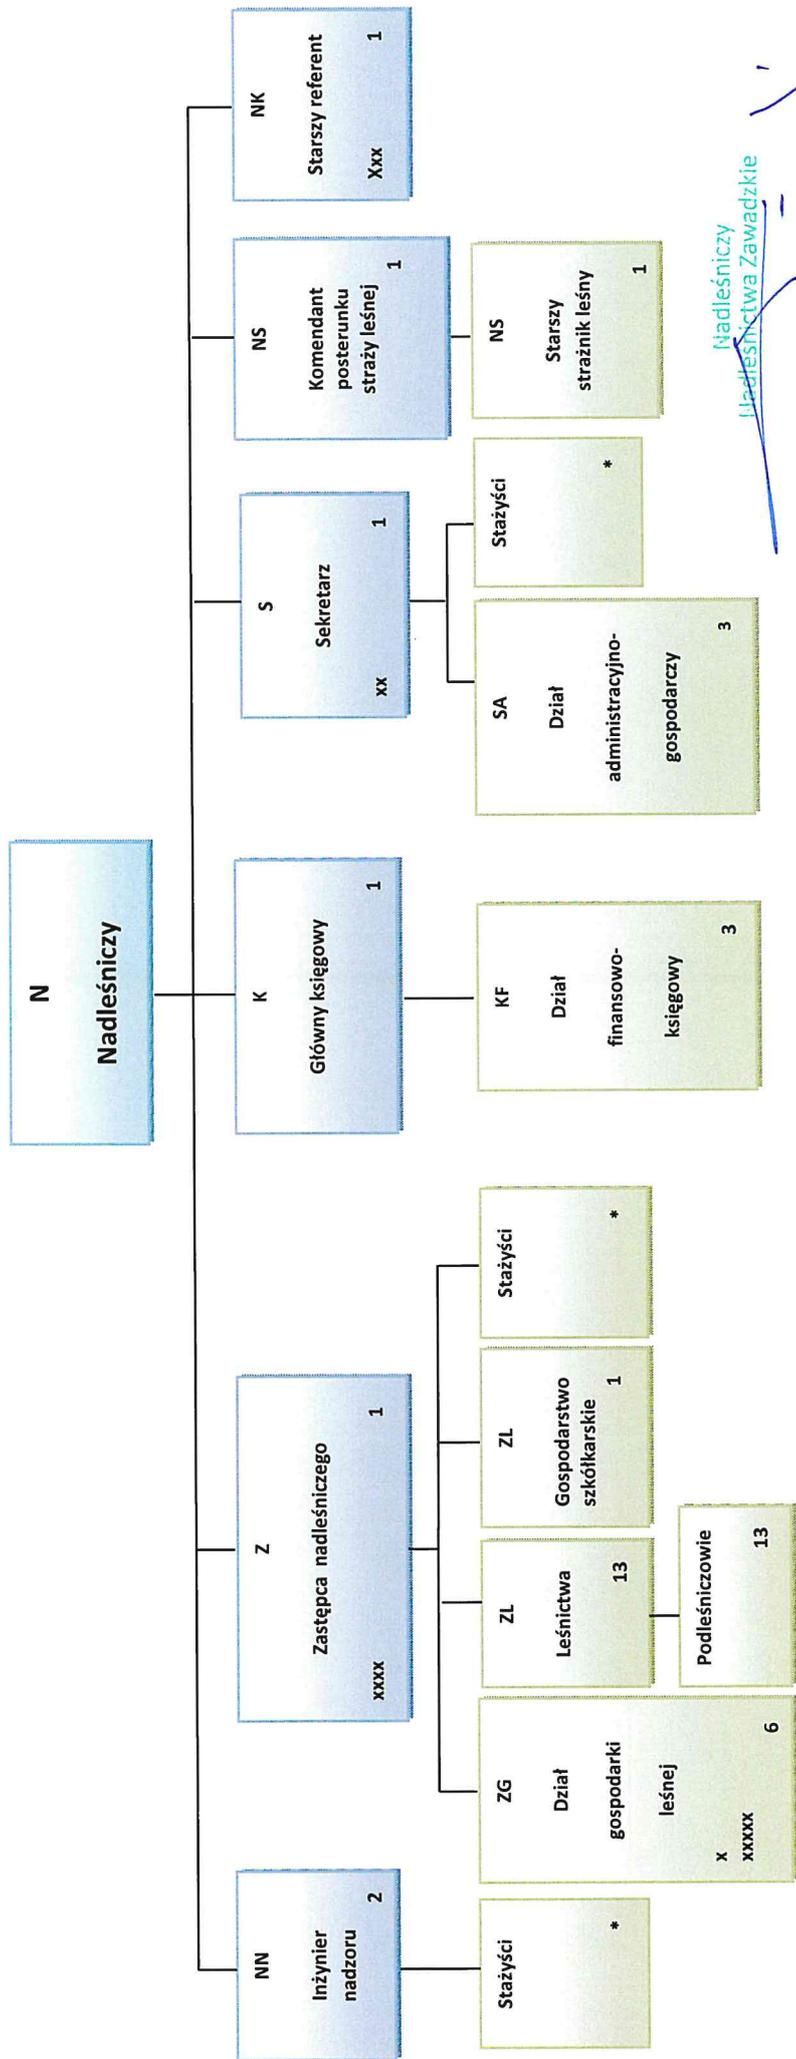 N
Nadleśniczy
NN
Inżynier
nadzoru
2
Stażyści
*
Z
Zastępca nadleśniczego
xxxx
1
ZG
Dział
gospodarki
leśnej
x
xxxxx
6
ZL
Leśnictwa
13
Podleśniczowie
13
ZL
Gospodarstwo
szkółkarskie
1
Stażyści
*
K
Główny księgowy
1
KF
Dział
finansowo-
księgowy
3
S
Sekretarz
xx
1
SA
Dział
administracyjno-
gospodarczy
3
Stażyści
*
NS
Komendant
posterunku
straży leśnej
1
NS
Starszy
strażnik leśny
1
NK
Starszy referent
Xxx
1
Nadleśniczy
Nadleśnictwa Zawadzkie